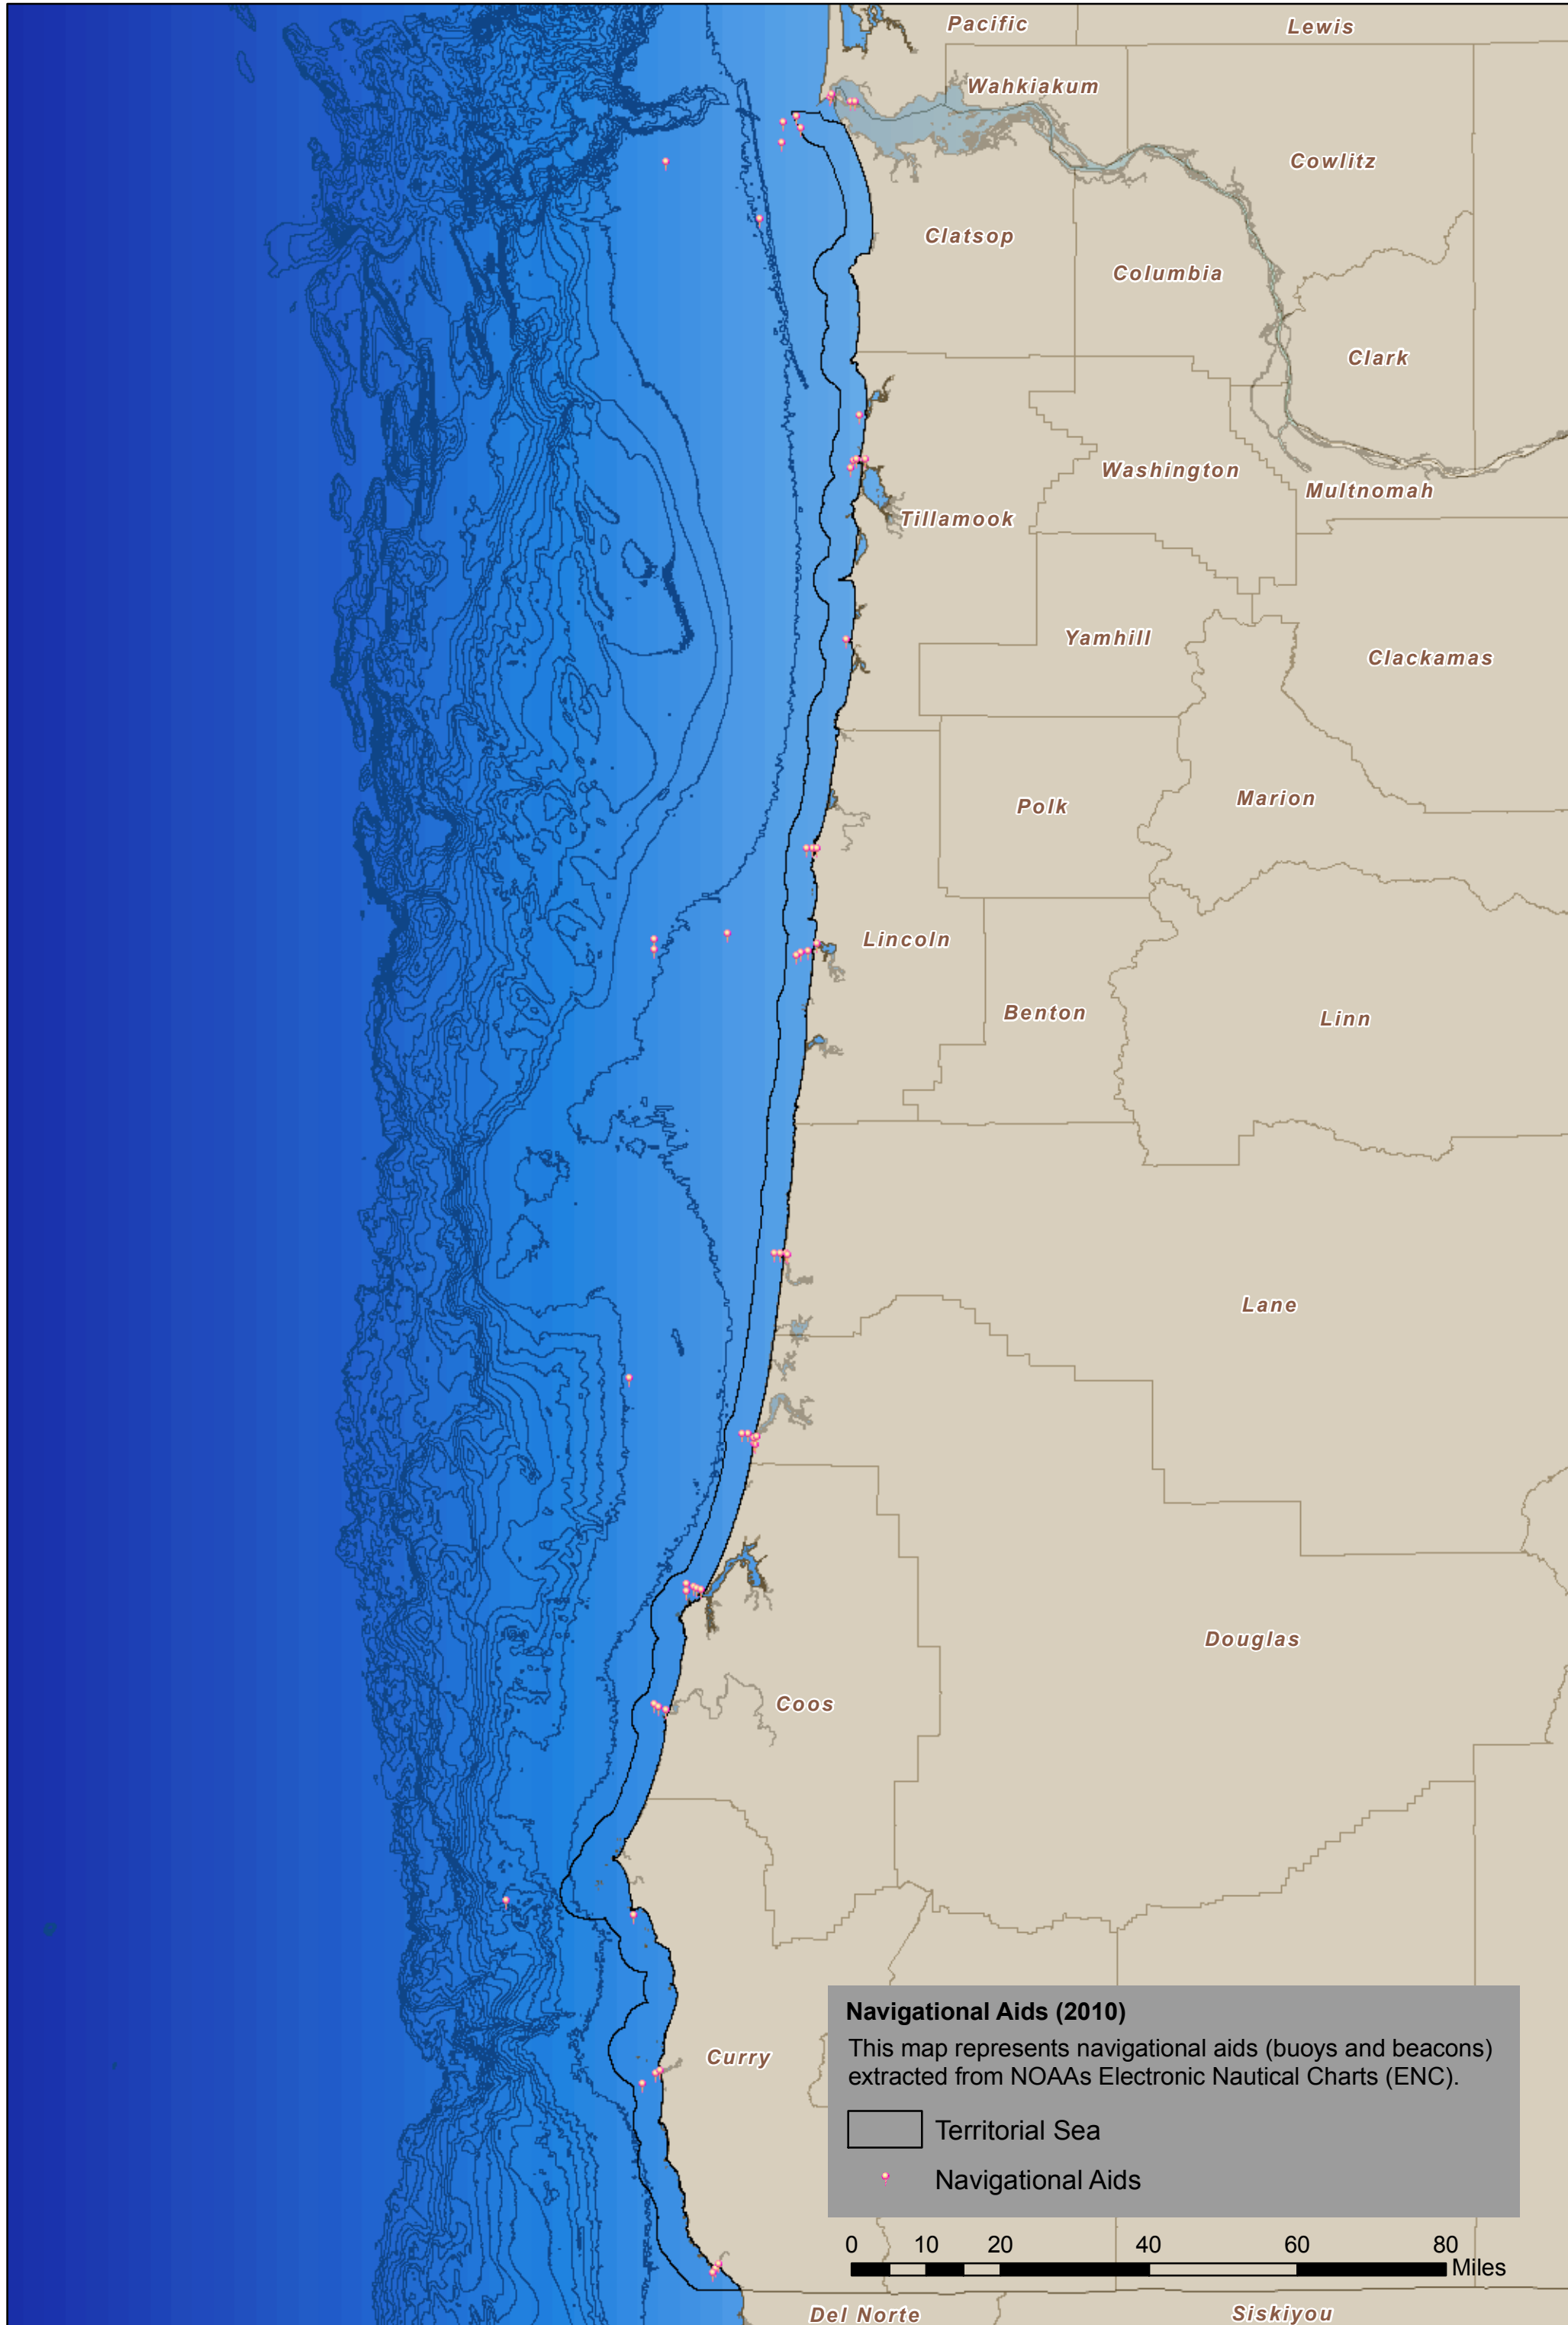 Pacific
Lewis
Wahkiakum
Cowlitz
Clatsop
Columbia
Clark
Washington
Multnomah
Tillamook
Yamhill
Clackamas
Polk
Marion
Lincoln
Benton
Linn
Lane
Douglas
Coos
Curry
Navigational Aids (2010)
This map represents navigational aids (buoys and beacons)
extracted from NOAAs Electronic Nautical Charts (ENC).
Territorial Sea
Navigational Aids
0 10 20 40 60 80
Miles
Del Norte
Siskiyou